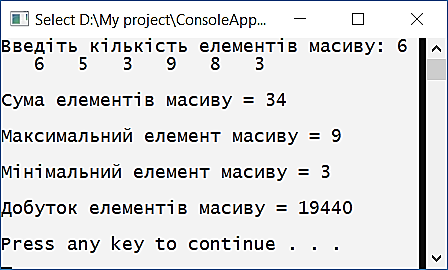 Select D:\My project\ConsoleApp...
Введіть кількість елементів масиву: 6
6 5 3 9 8 3
Сума елементів масиву = 34
Максимальний елемент масиву = 9
Мінімальний елемент масиву = 3
Добуток елементів масиву = 19440
Press any key to continue . . .